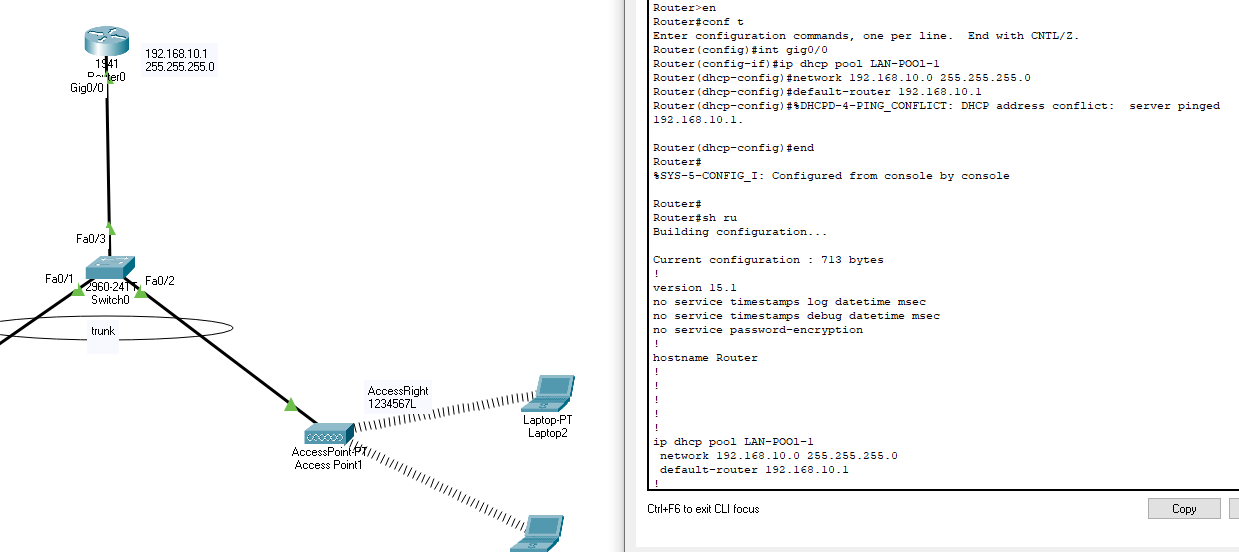 192.168.10.1
255.255.255.0
1941
Router0
Gig0/0
Fa0/3
Fa0/1
Fa0/2
2960-24TT
Switch0
trunk
AccessRight
1234567L
Laptop-PT
Laptop2
AccessPoint-PT
Access Point1
Router>en
Router#conf t
Enter configuration commands, one per line.  End with CNTL/Z.
Router(config)#int gig0/0
Router(config-if)#ip dhcp pool LAN-POOl-1
Router(dhcp-config)#network 192.168.10.0 255.255.255.0
Router(dhcp-config)#default-router 192.168.10.1
Router(dhcp-config)#%DHCPD-4-PING_CONFLICT: DHCP address conflict:  server pinged
192.168.10.1.
Router(dhcp-config)#end
Router#
%SYS-5-CONFIG_I: Configured from console by console
Router#
Router#sh ru
Building configuration...
Current configuration : 713 bytes
!
version 15.1
no service timestamps log datetime msec
no service timestamps debug datetime msec
no service password-encryption
!
hostname Router
!
!
!
!
!
ip dhcp pool LAN-POOl-1
network 192.168.10.0 255.255.255.0
default-router 192.168.10.1
!
Ctrl+F6 to exit CLI focus
Copy